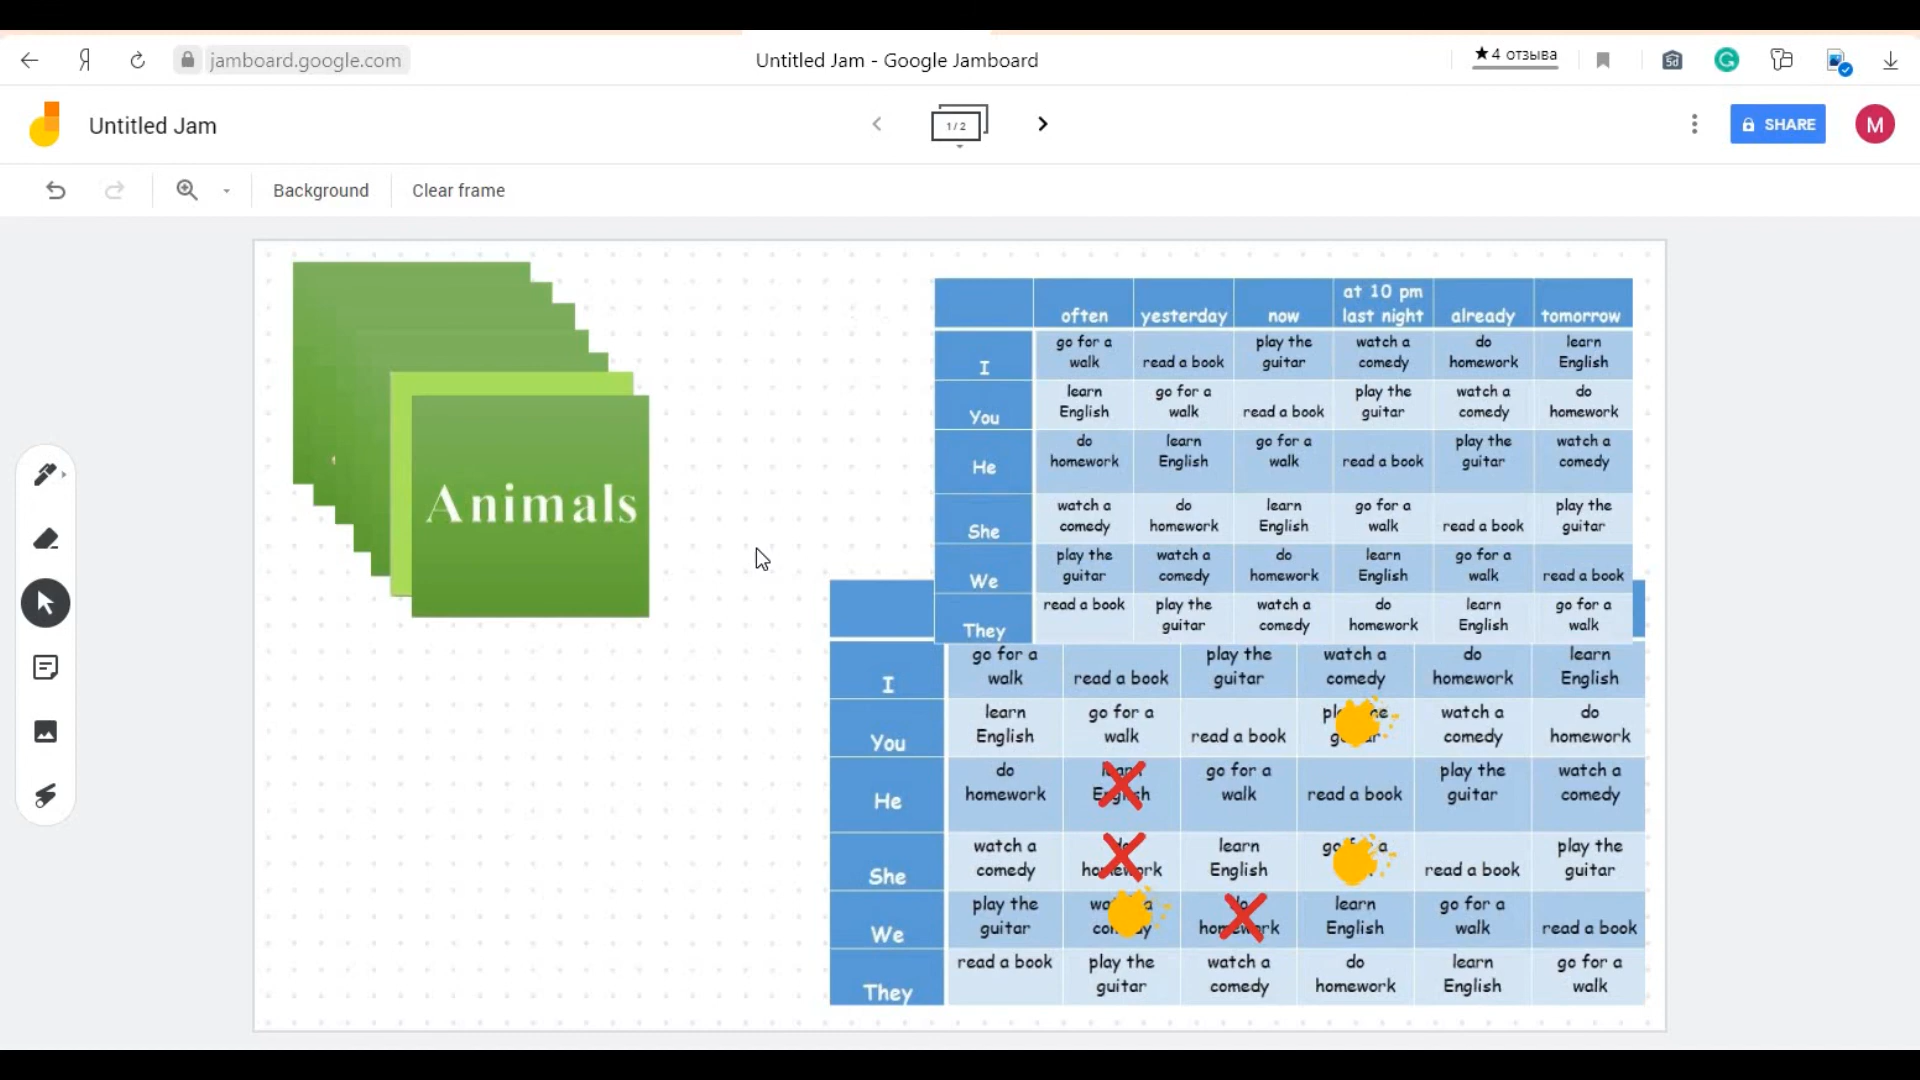 jamboard.google.com
Untitled Jam - Google Jamboard
★4 отзыва
Untitled Jam
1 / 2
SHARE
M
Background
Clear frame
Animals
often yesterday now at 10 pm last night already tomorrow
I go for a walk read a book play the guitar watch a comedy do homework learn English
You learn English go for a walk read a book play the guitar watch a comedy do homework
He do homework learn English go for a walk read a book play the guitar watch a comedy
She watch a comedy do homework learn English go for a walk read a book play the guitar
We play the guitar watch a comedy do homework learn English go for a walk read a book
They read a book play the guitar watch a comedy do homework learn English go for a walk
I go for a walk read a book play the guitar watch a comedy do homework learn English
You learn English go for a walk read a book watch a comedy do homework
He do homework learn English go for a walk read a book play the guitar watch a comedy
She watch a comedy homework learn English read a book play the guitar
We play the guitar homework learn English go for a walk read a book
They read a book play the guitar watch a comedy do homework learn English go for a walk